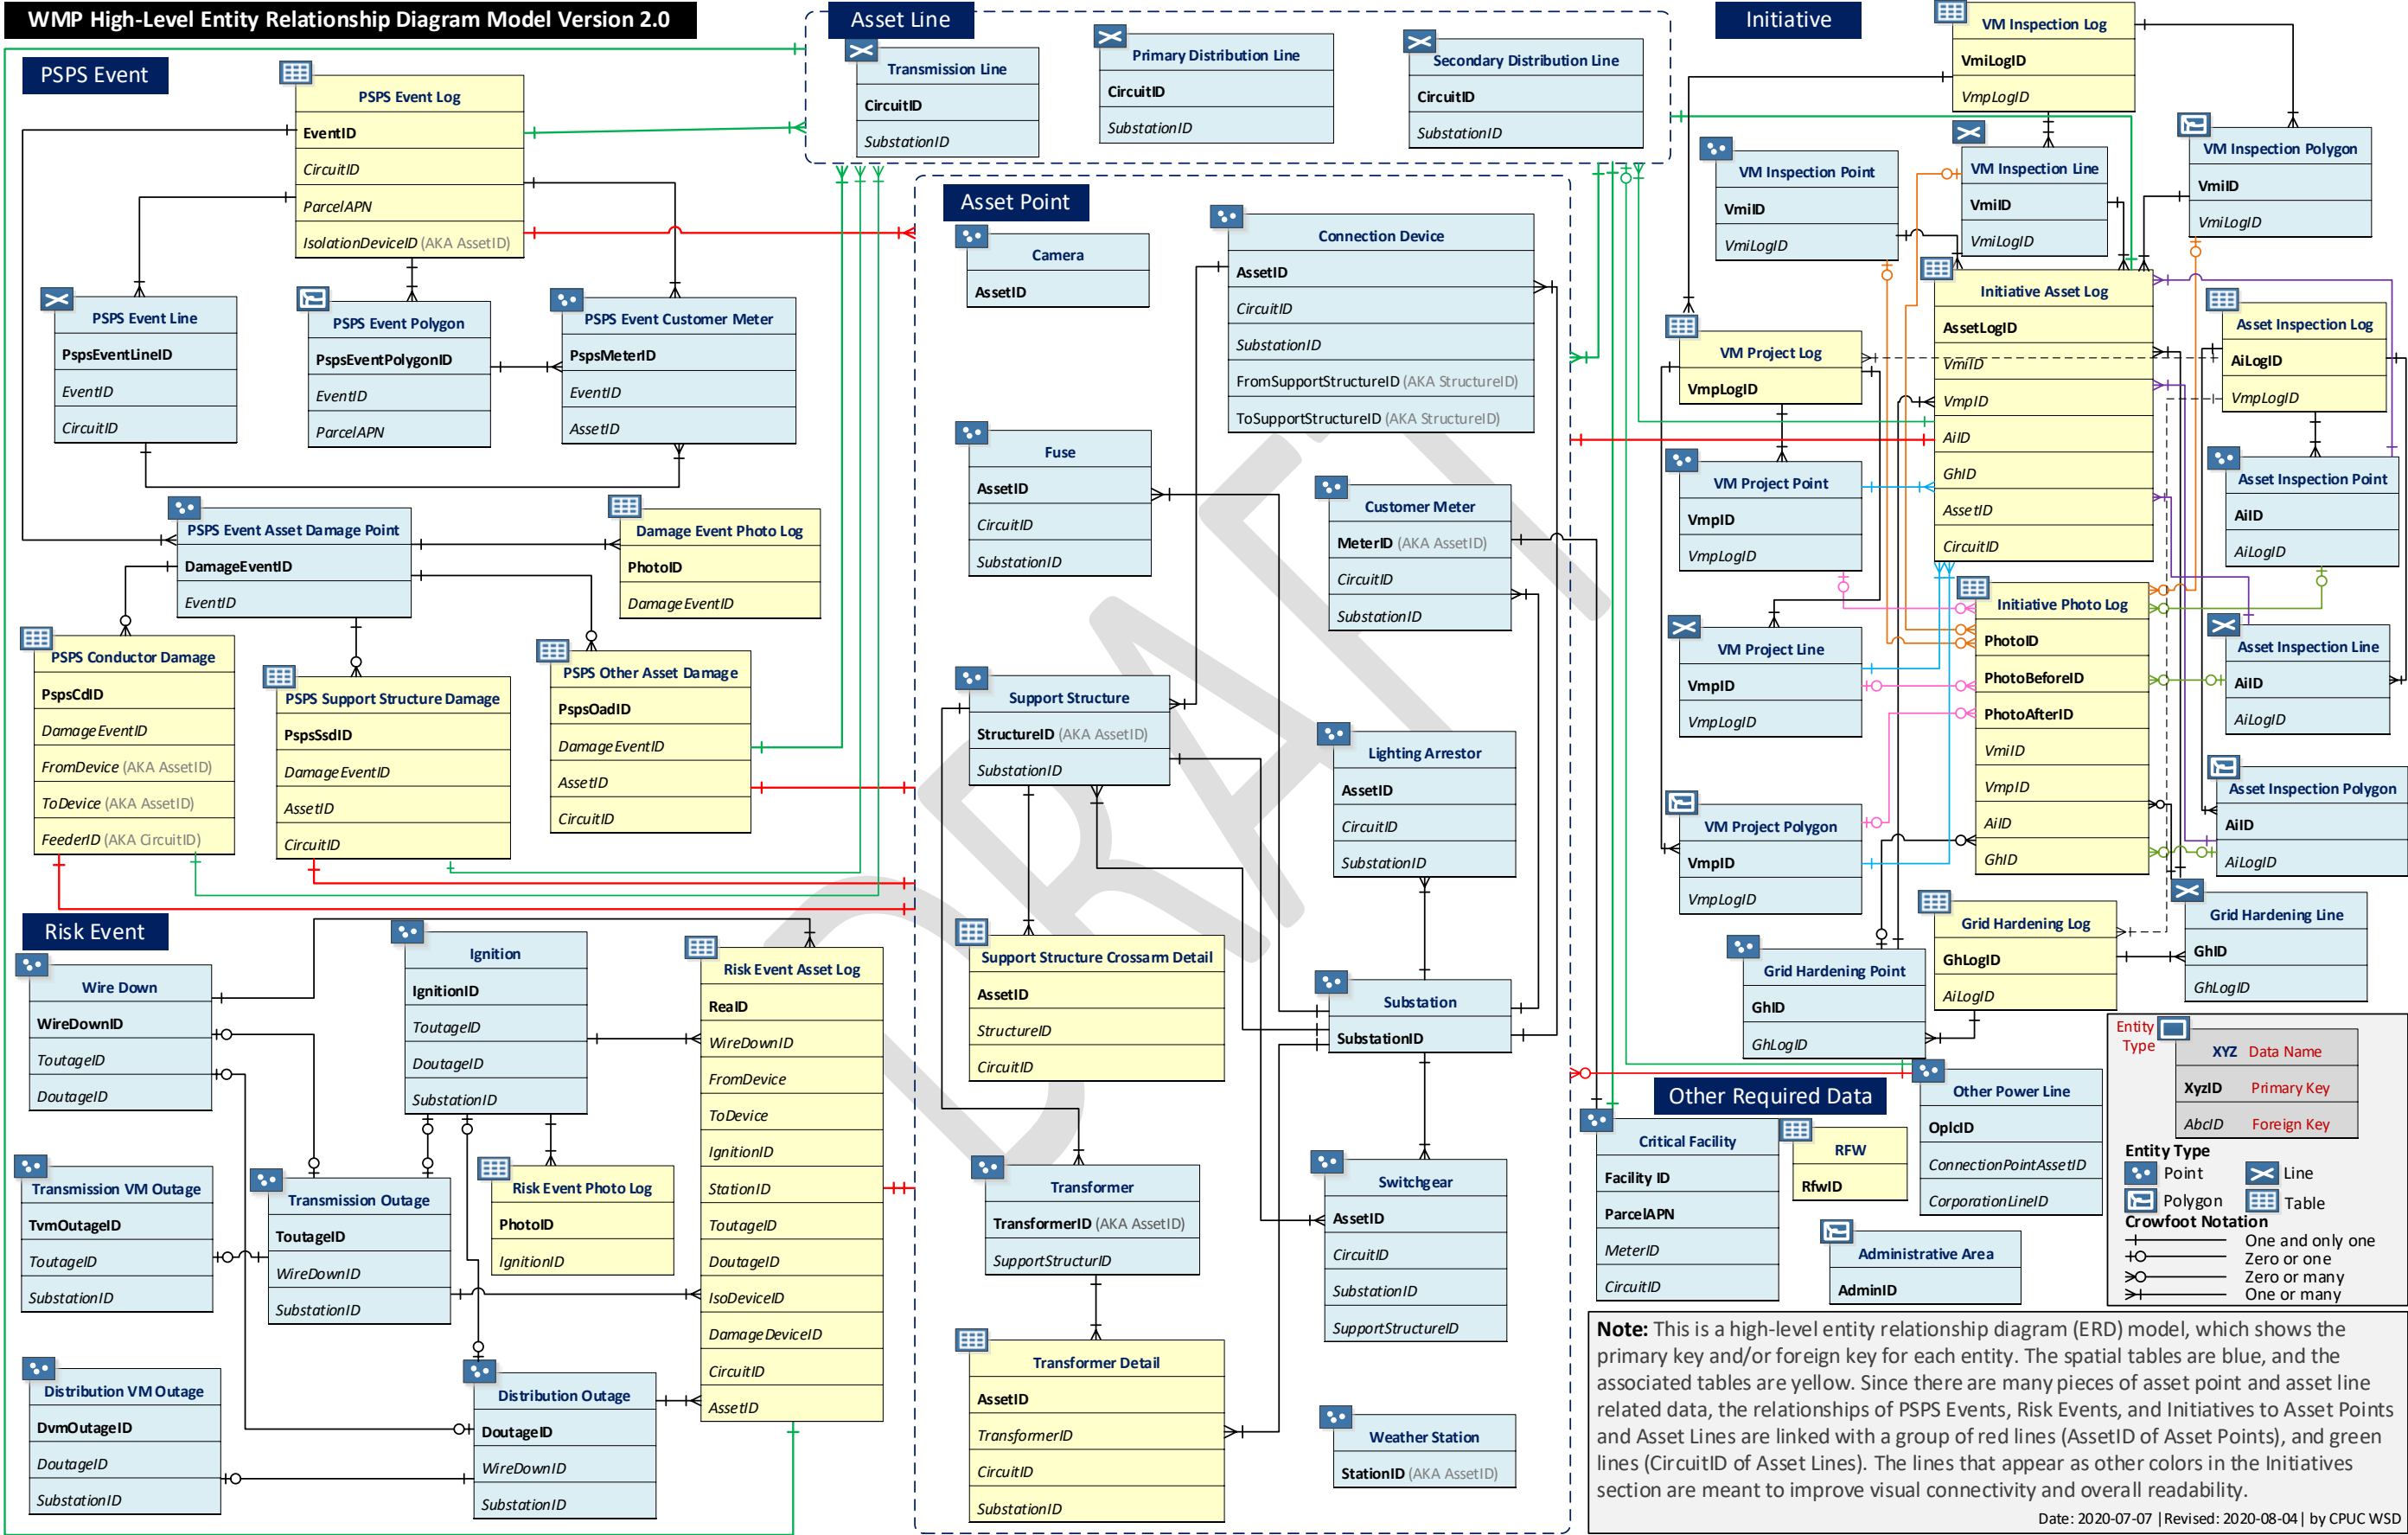 WMP High-Level Entity Relationship Diagram Model Version 2.0
PSPS Event
PSPS Event Log
EventID
CircuitID
ParcelAPN
IsolationDeviceID (AKA AssetID)
PSPS Event Line
PspsEventLineID
EventID
CircuitID
PSPS Event Polygon
PspsEventPolygonID
EventID
ParcelAPN
PSPS Event Customer Meter
PspsMeterID
EventID
AssetID
PSPS Event Asset Damage Point
DamageEventID
EventID
Damage Event Photo Log
PhotoID
DamageEventID
PSPS Conductor Damage
PspsCdID
DamageEventID
FromDevice (AKA AssetID)
ToDevice (AKA AssetID)
FeederID (AKA CircuitID)
PSPS Support Structure Damage
PspsSsdID
DamageEventID
AssetID
CircuitID
PSPS Other Asset Damage
PspsOadID
DamageEventID
AssetID
CircuitID
Risk Event
Wire Down
WireDownID
ToutageID
DoutageID
Ignition
IgnitionID
ToutageID
DoutageID
SubstationID
Risk Event Asset Log
ReaID
WireDownID
FromDevice
ToDevice
IgnitionID
StationID
ToutageID
DoutageID
IsoDeviceID
DamageDeviceID
CircuitID
AssetID
Transmission VM Outage
TvmOutageID
ToutageID
SubstationID
Transmission Outage
ToutageID
WireDownID
SubstationID
Risk Event Photo Log
PhotoID
IgnitionID
Distribution VM Outage
DvmOutageID
DoutageID
SubstationID
Distribution Outage
DoutageID
WireDownID
SubstationID
Asset Line
Transmission Line
CircuitID
SubstationID
Primary Distribution Line
CircuitID
SubstationID
Secondary Distribution Line
CircuitID
SubstationID
Asset Point
DRAFT
Camera
AssetID
Connection Device
AssetID
CircuitID
SubstationID
FromSupportStructureID (AKA StructureID)
ToSupportStructureID (AKA StructureID)
Fuse
AssetID
CircuitID
SubstationID
Customer Meter
MeterID (AKA AssetID)
CircuitID
SubstationID
Support Structure
StructureID (AKA AssetID)
SubstationID
Lighting Arrestor
AssetID
CircuitID
SubstationID
Support Structure Crossarm Detail
AssetID
StructureID
CircuitID
Substation
SubstationID
Transformer
TransformerID (AKA AssetID)
SupportStructurID
Switchgear
AssetID
CircuitID
SubstationID
SupportStructureID
Transformer Detail
AssetID
TransformerID
CircuitID
SubstationID
Weather Station
StationID (AKA AssetID)
Initiative
VM Inspection Log
VmiLogID
VmpLogID
VM Inspection Point
VmiID
VmiLogID
VM Inspection Line
VmiID
VmiLogID
VM Inspection Polygon
VmiID
VmiLogID
VM Project Log
VmpLogID
Initiative Asset Log
AssetLogID
VmiID
VmpID
AiID
GhID
AssetID
CircuitID
Asset Inspection Log
AiLogID
VmpLogID
VM Project Point
VmpID
VmpLogID
Asset Inspection Point
AiID
AiLogID
VM Project Line
VmpID
VmpLogID
Initiative Photo Log
PhotoID
PhotoBeforeID
PhotoAfterID
VmiID
VmpID
AiID
GhID
Asset Inspection Line
AiID
AiLogID
VM Project Polygon
VmpID
VmpLogID
Asset Inspection Polygon
AiID
AiLogID
Grid Hardening Point
GhID
GhLogID
Grid Hardening Log
GhLogID
AiLogID
Grid Hardening Line
GhID
GhLogID
Other Required Data
Critical Facility
Facility ID
ParcelAPN
MeterID
CircuitID
RFW
RfwID
Other Power Line
OplcID
ConnectionPointAssetID
CorporationLineID
Administrative Area
AdminID
Entity Type
XYZ Data Name
XyzID Primary Key
AbcID Foreign Key
Entity Type
Point
Line
Polygon
Table
Crowfoot Notation
One and only one
Zero or one
Zero or many
One or many
Note: This is a high-level entity relationship diagram (ERD) model, which shows the
primary key and/or foreign key for each entity. The spatial tables are blue, and the
associated tables are yellow. Since there are many pieces of asset point and asset line
related data, the relationships of PSPS Events, Risk Events, and Initiatives to Asset Points
and Asset Lines are linked with a group of red lines (AssetID of Asset Points), and green
lines (CircuitID of Asset Lines). The lines that appear as other colors in the Initiatives
section are meant to improve visual connectivity and overall readability.
Date: 2020-07-07 |Revised: 2020-08-04| by CPUC WSD